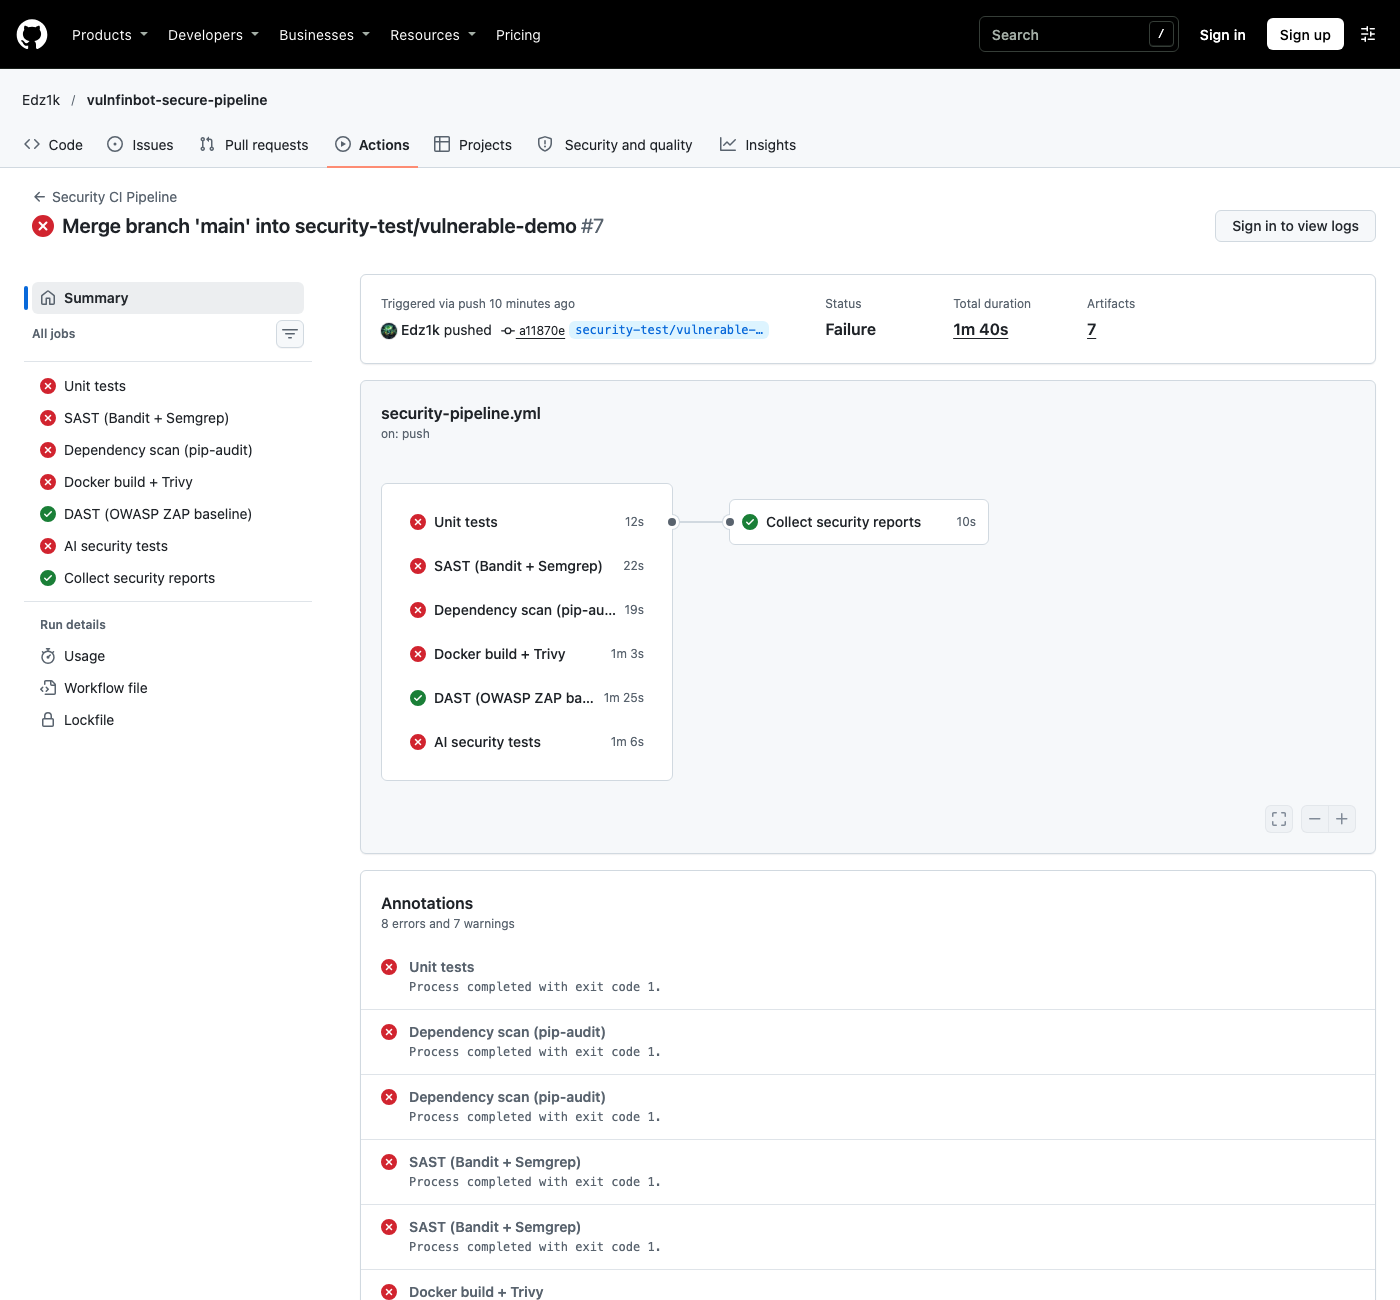 Products Developers Businesses Resources Pricing Search / Sign in Sign up
Edz1k / vulnfinbot-secure-pipeline
Code Issues Pull requests Actions Projects Security and quality Insights
Security CI Pipeline
Merge branch 'main' into security-test/vulnerable-demo #7
Sign in to view logs
Summary
All jobs
Unit tests
SAST (Bandit + Semgrep)
Dependency scan (pip-audit)
Docker build + Trivy
DAST (OWASP ZAP baseline)
AI security tests
Collect security reports
Run details
Usage
Workflow file
Lockfile
Triggered via push 10 minutes ago
Edz1k pushed a11870e security-test/vulnerable-…
Status
Failure
Total duration
1m 40s
Artifacts
7
security-pipeline.yml
on: push
Unit tests 12s
SAST (Bandit + Semgrep) 22s
Dependency scan (pip-au... 19s
Docker build + Trivy 1m 3s
DAST (OWASP ZAP ba... 1m 25s
AI security tests 1m 6s
Collect security reports 10s
Annotations
8 errors and 7 warnings
Unit tests
Process completed with exit code 1.
Dependency scan (pip-audit)
Process completed with exit code 1.
Dependency scan (pip-audit)
Process completed with exit code 1.
SAST (Bandit + Semgrep)
Process completed with exit code 1.
SAST (Bandit + Semgrep)
Process completed with exit code 1.
Docker build + Trivy